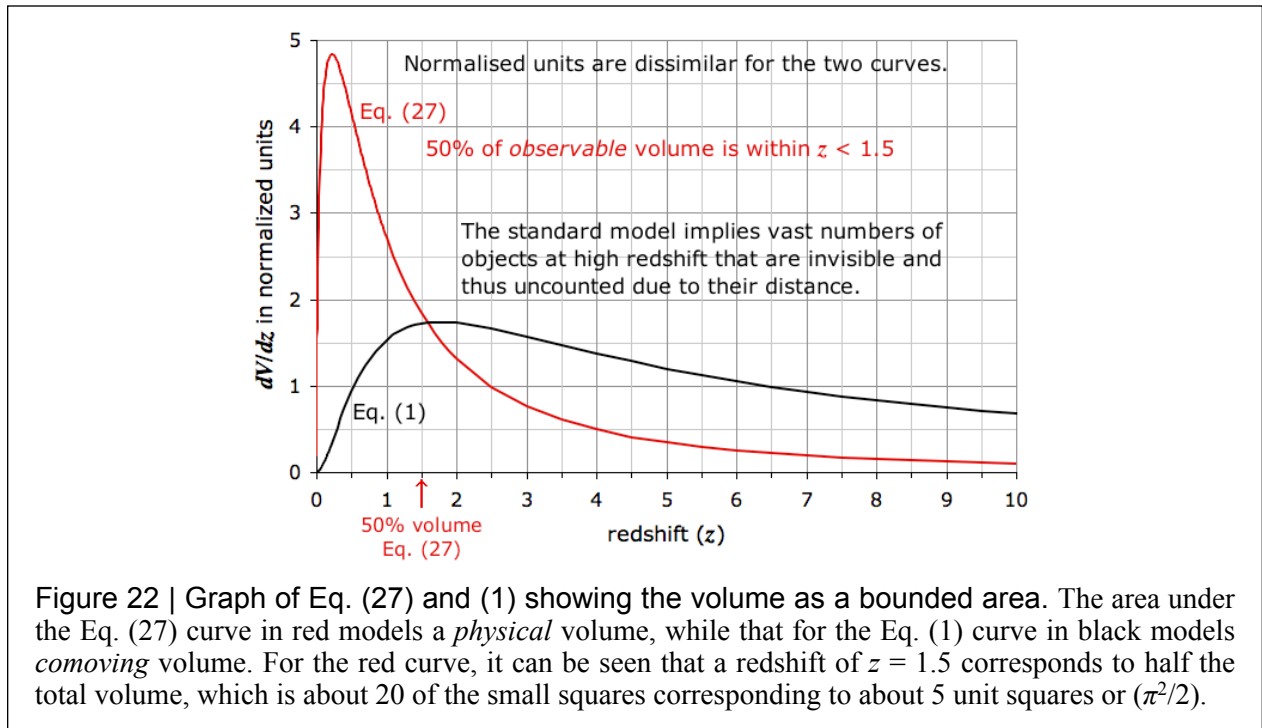 5
Normalised units are dissimilar for the two curves.
Eq. (27)
4
50% of observable volume is within z < 1.5
3
The standard model implies vast numbers of
objects at high redshift that are invisible and
thus uncounted due to their distance.
2
dV/dz in normalized units
1
Eq. (1)
0
0 1 2 3 4 5 6 7 8 9 10
↑
50% volume
Eq. (27)
redshift (z)
Figure 22 | Graph of Eq. (27) and (1) showing the volume as a bounded area. The area under
the Eq. (27) curve in red models a physical volume, while that for the Eq. (1) curve in black models
comoving volume. For the red curve, it can be seen that a redshift of z = 1.5 corresponds to half the
total volume, which is about 20 of the small squares corresponding to about 5 unit squares or (π²/2).